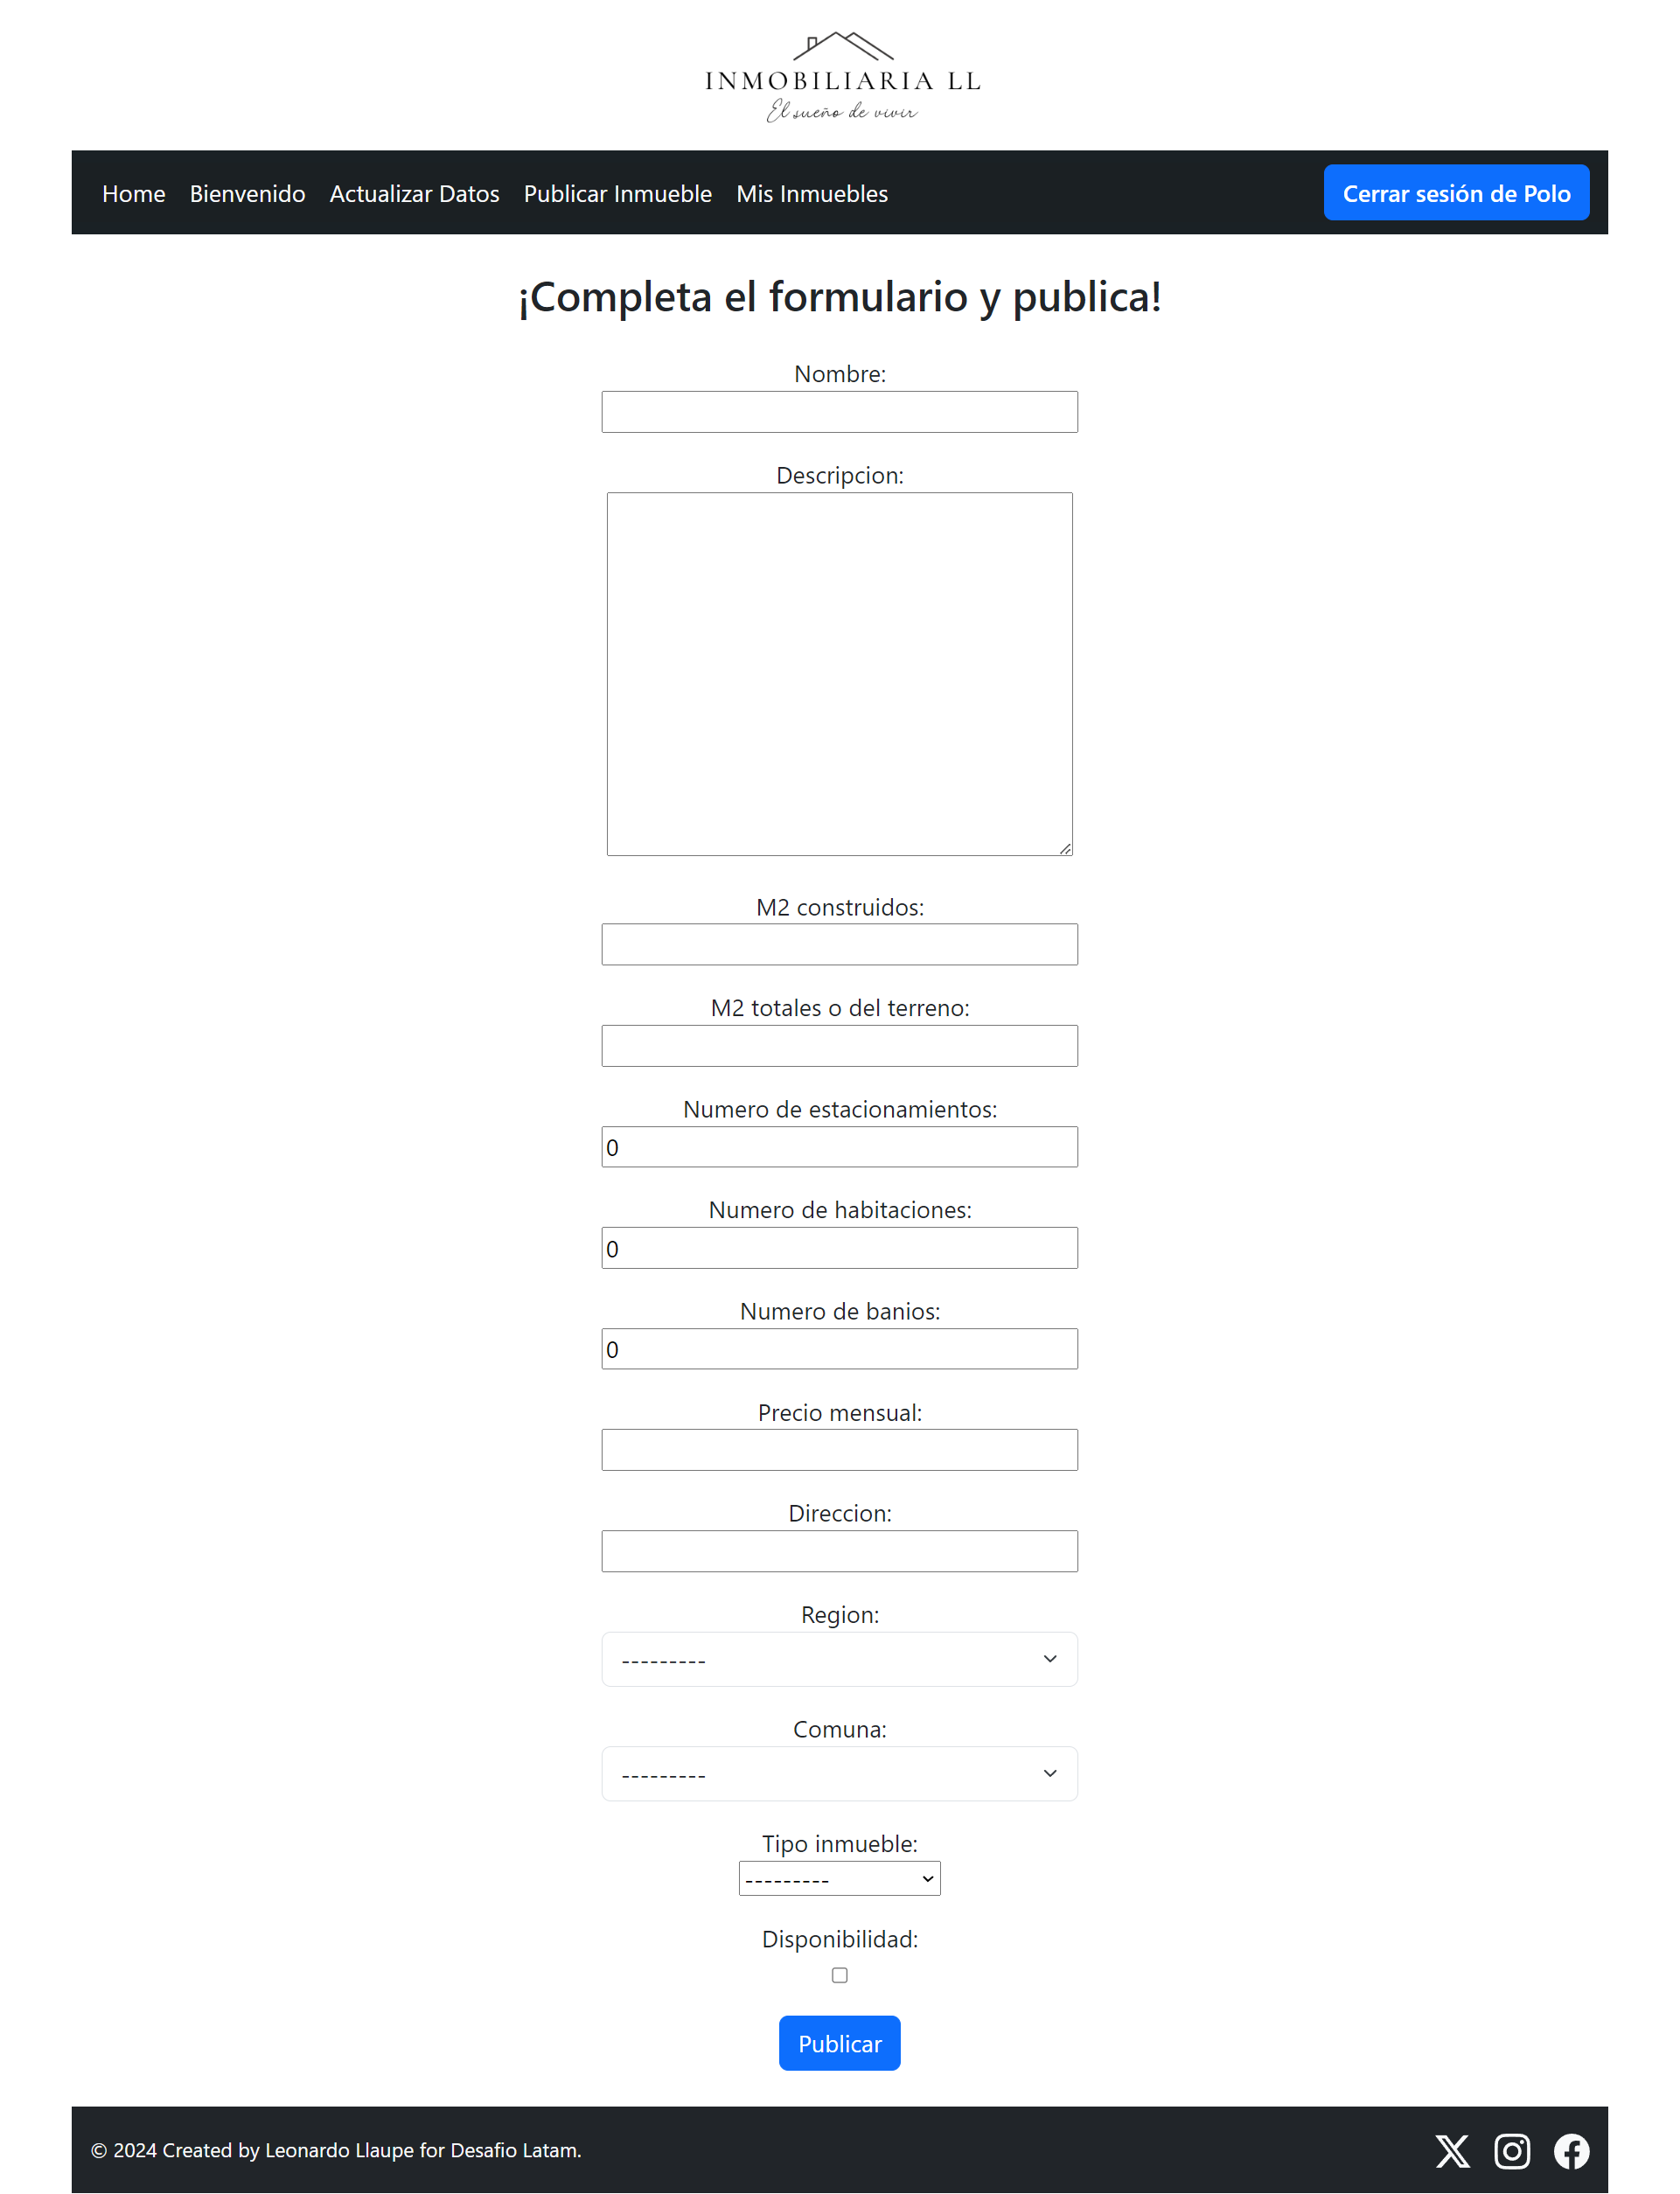 INMOBILIARIA LL
El sueño de vivir
Home Bienvenido Actualizar Datos Publicar Inmueble Mis Inmuebles Cerrar sesión de Polo
¡Completa el formulario y publica!
Nombre:
Descripcion:
M2 construidos:
M2 totales o del terreno:
Numero de estacionamientos:
0
Numero de habitaciones:
0
Numero de banios:
0
Precio mensual:
Direccion:
Region:
---------
Comuna:
---------
Tipo inmueble:
---------
Disponibilidad:
Publicar
© 2024 Created by Leonardo Llaupe for Desafio Latam.